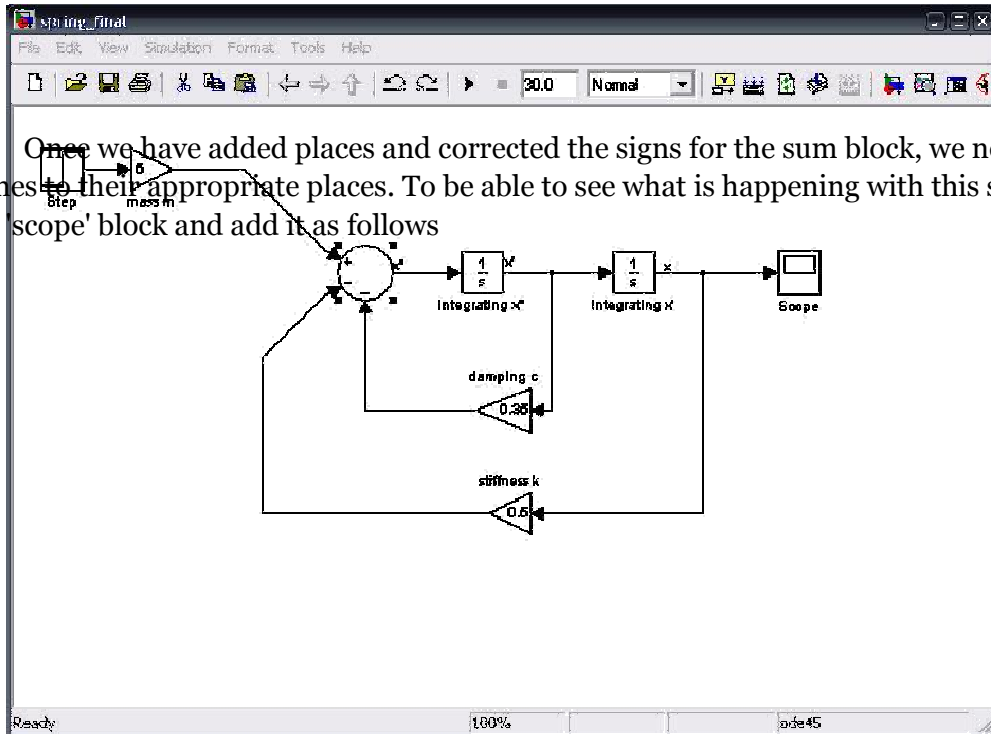 spring_final
File Edit View Simulation Format Tools Help
30.0 Normal
Once we have added places and corrected the signs for the sum block, we
to their appropriate places. To be able to see what is happening with this
'scope' block and add it as follows
Step
6
mass m
x''
1
s
x'
integrating x''
1
s
x
integrating x'
Scope
damping c
0.35
stiffness k
0.5
Ready 100% ode45